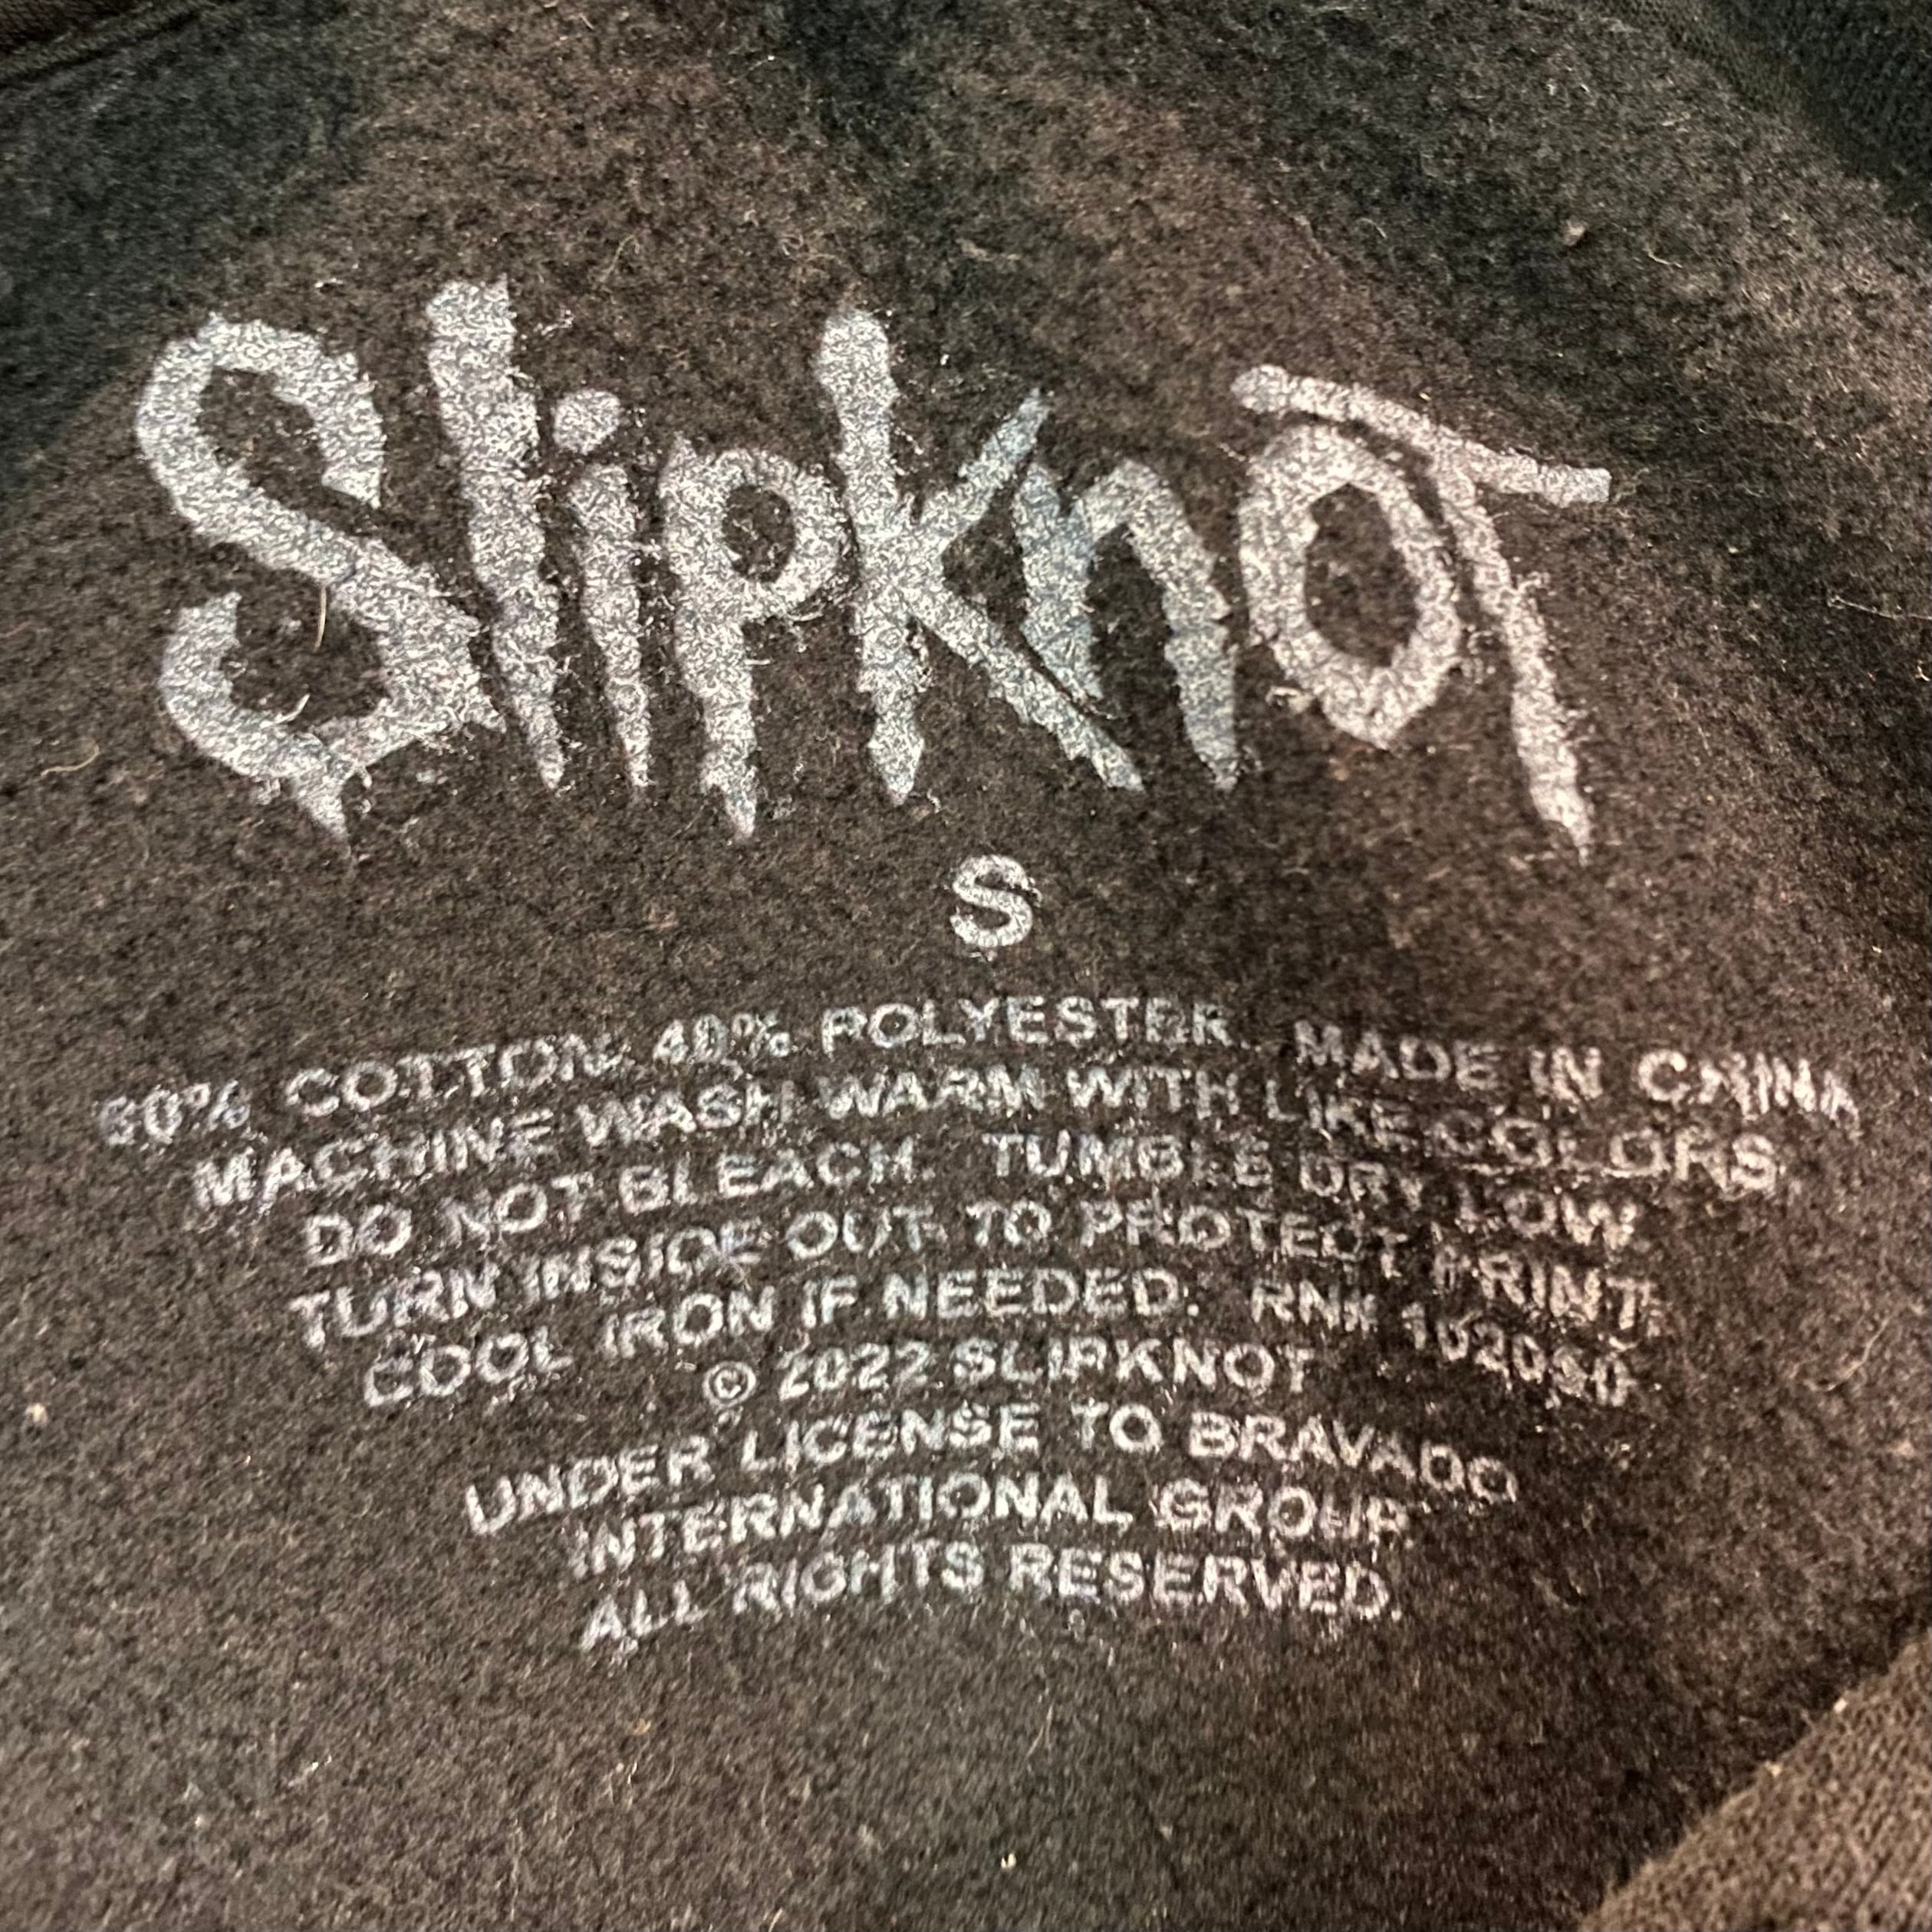 Slipknot
S
60% COTTON. 40% POLYESTER. MADE IN CHINA
MACHINE WASH WARM WITH LIKE COLORS.
DO NOT BLEACH. TUMBLE DRY LOW.
TURN INSIDE OUT TO PROTECT PRINT.
COOL IRON IF NEEDED. RN#
© 2022 SLIPKNOT
UNDER LICENSE TO BRAVADO
INTERNATIONAL GROUP.
ALL RIGHTS RESERVED.